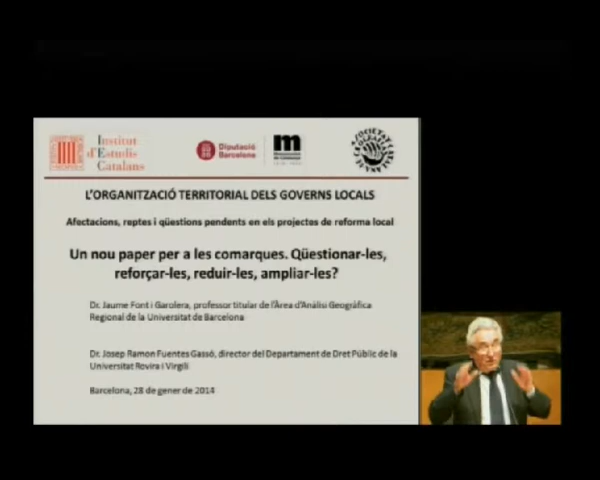 Institut
d'Estudis
Catalans
Diputació
Barcelona
m
L'ORGANITZACIÓ TERRITORIAL DELS GOVERNS LOCALS
Afectacions, reptes i qüestions pendents en els projectes de reforma local
Un nou paper per a les comarques. Qüestionar-les,
reforçar-les, reduir-les, ampliar-les?
Dr. Jaume Font i Garolera, professor titular de l'Àrea d'Anàlisi Geogràfica
Regional de la Universitat de Barcelona
Dr. Josep Ramon Fuentes Gassó, director del Departament de Dret Públic de la
Universitat Rovira i Virgili
Barcelona, 28 de gener de 2014